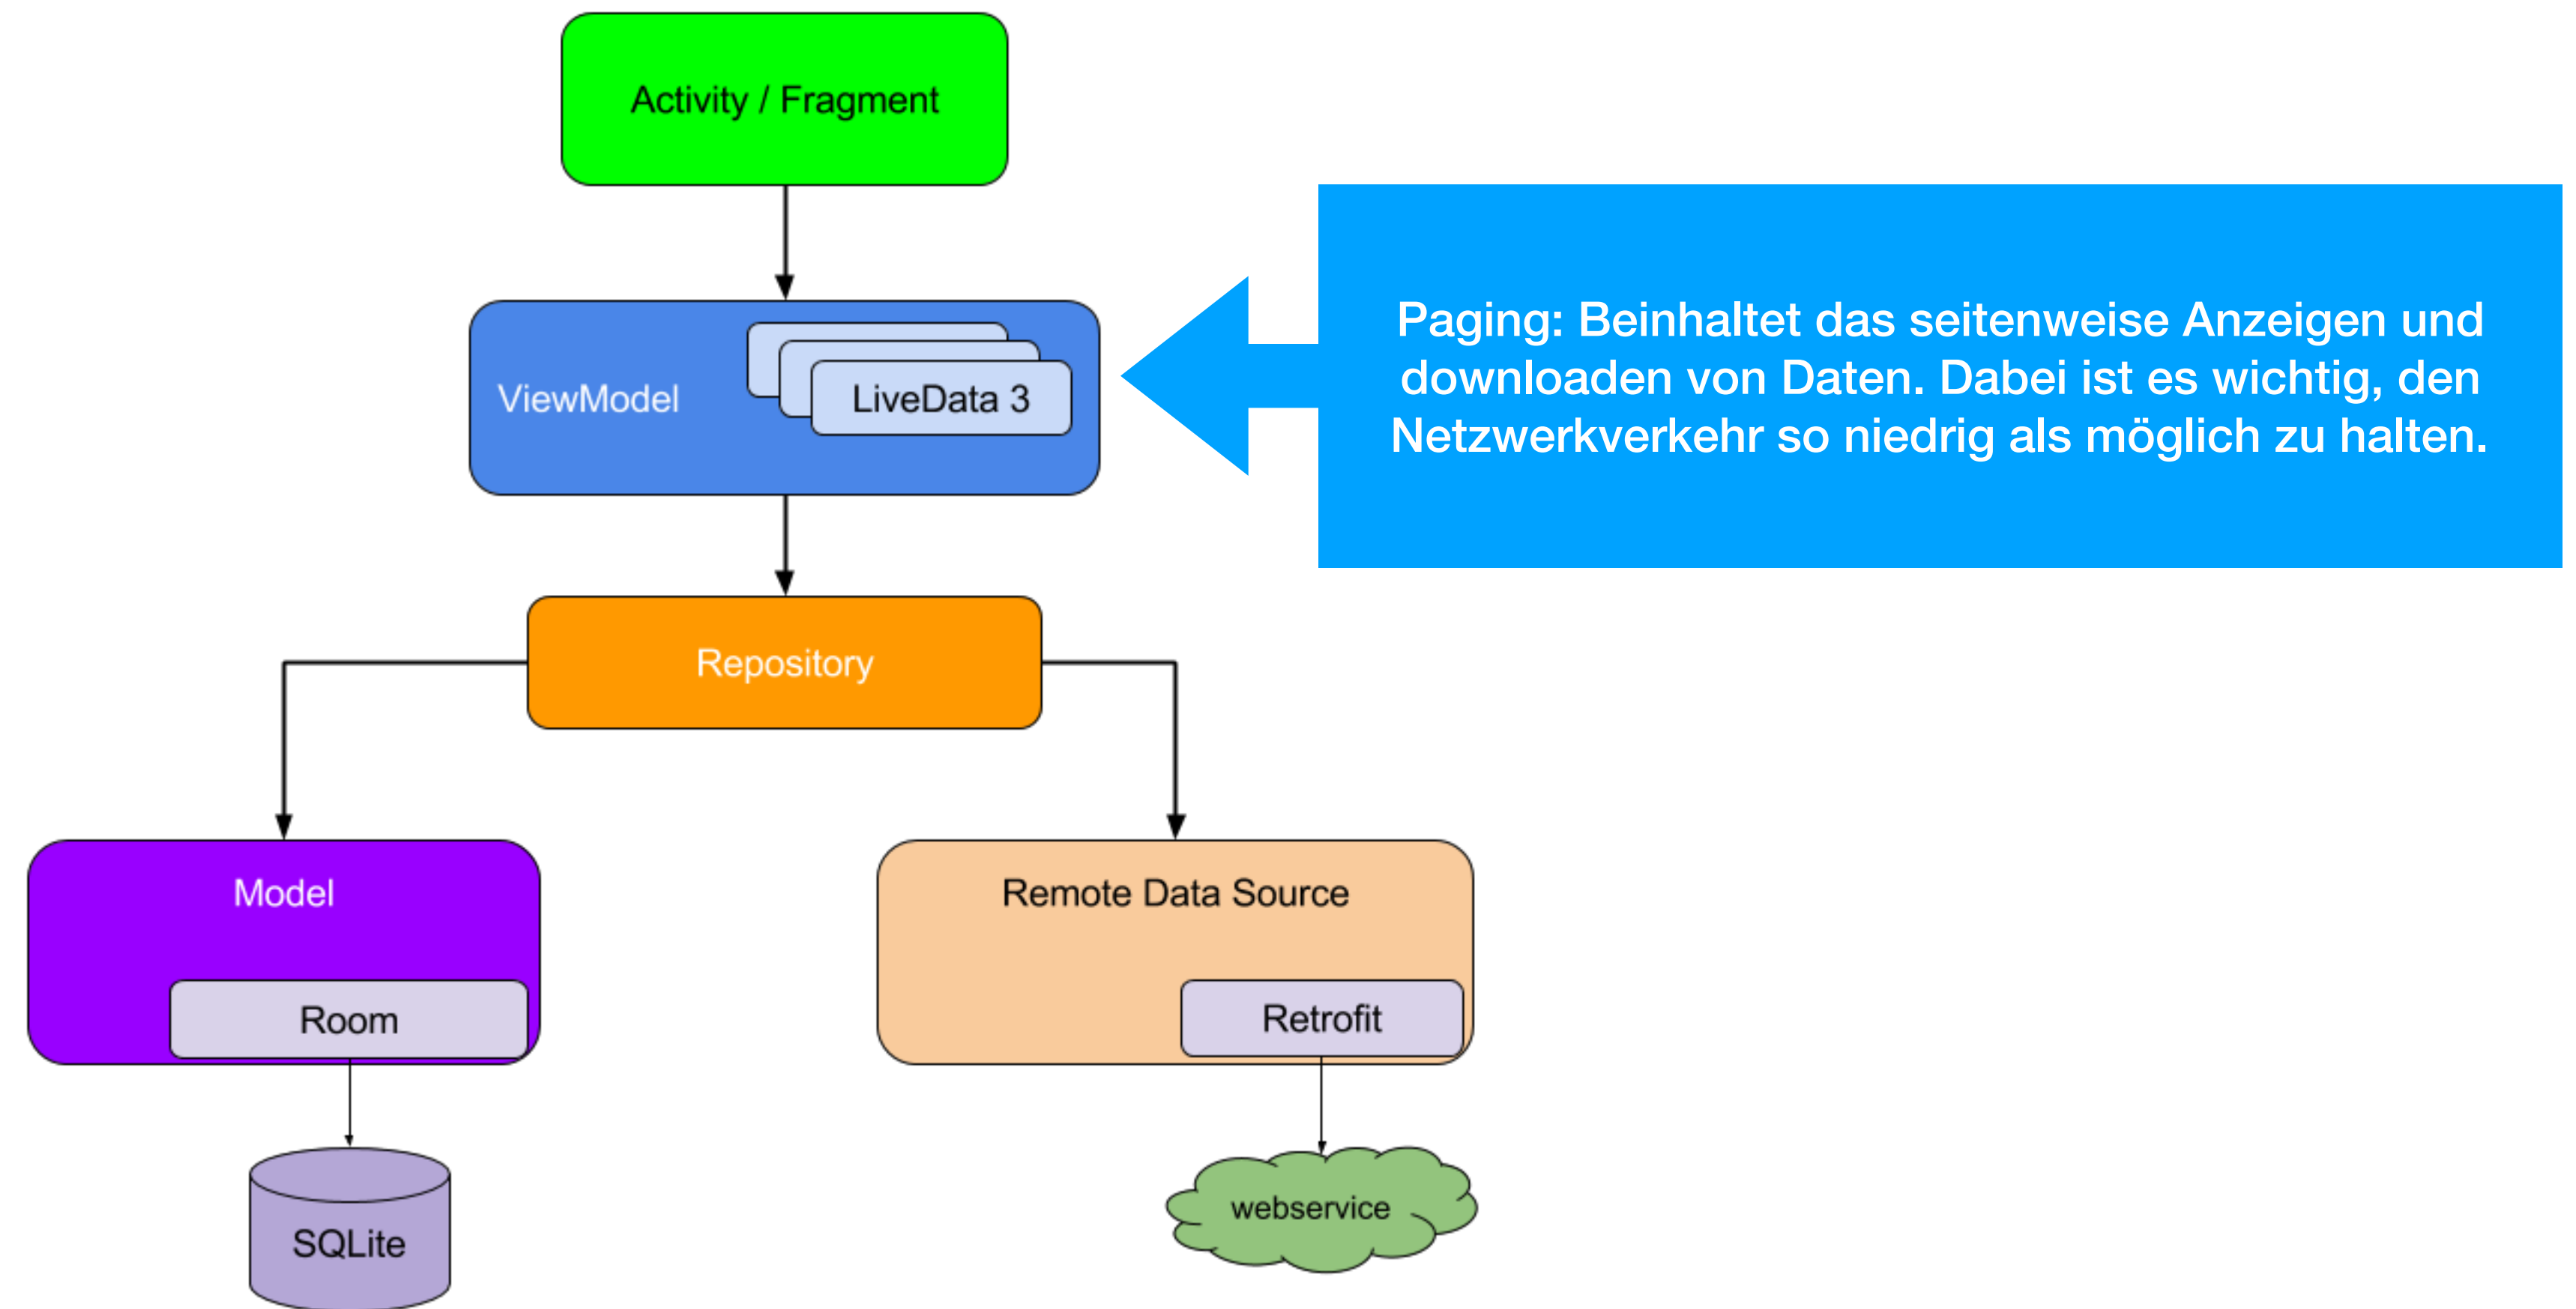 Activity / Fragment
ViewModel
LiveData 3
Paging: Beinhaltet das seitenweise Anzeigen und
downloaden von Daten. Dabei ist es wichtig, den
Netzwerkverkehr so niedrig als möglich zu halten.
Repository
Model
Room
SQLite
Remote Data Source
Retrofit
webservice